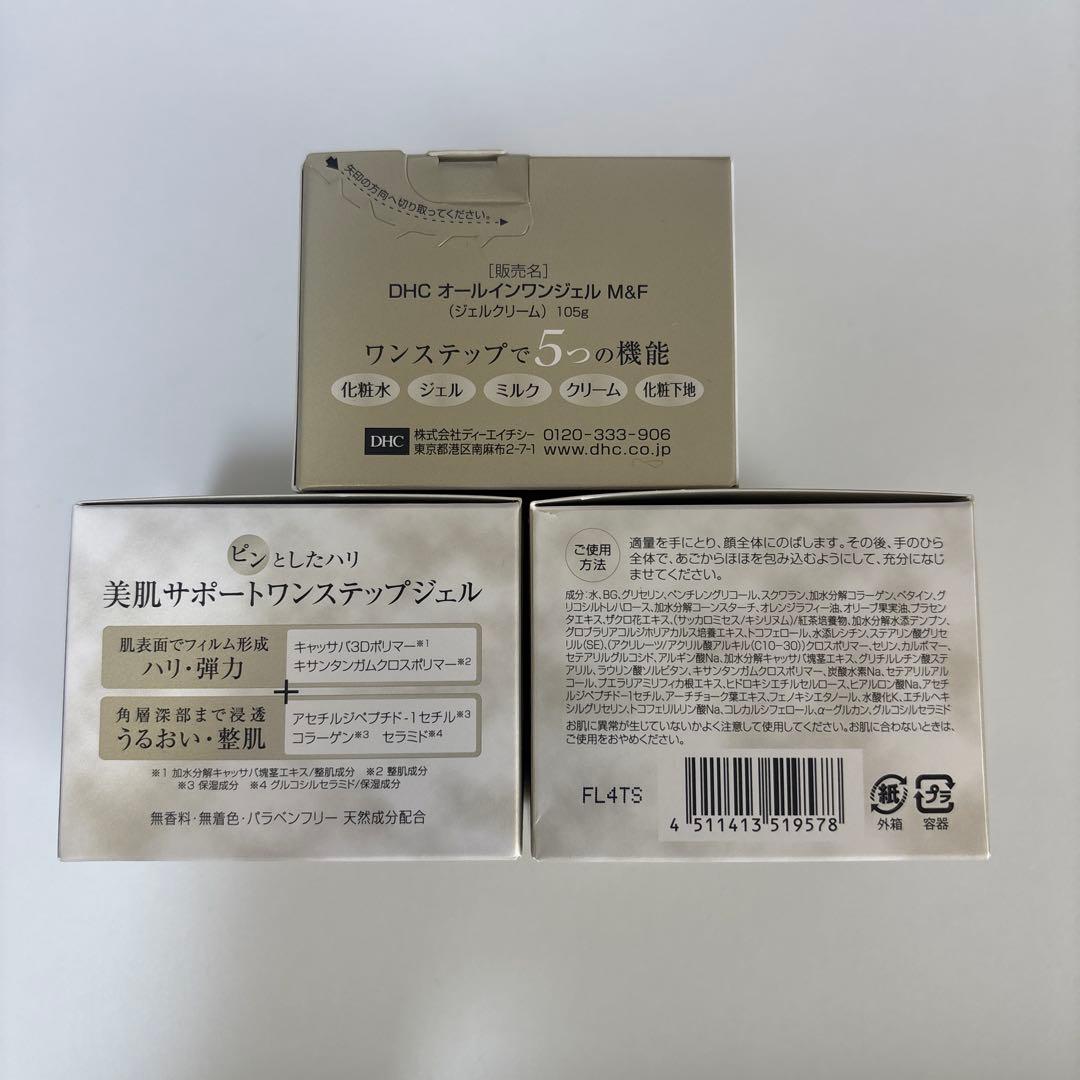 矢印の方向へ切り取ってください。
[販売名]
DHC オールインワンジェル M&F
(ジェルクリーム) 105g
ワンステップで5つの機能
化粧水 ジェル ミルク クリーム 化粧下地
DHC 株式会社ディーエイチシー 0120-333-906
東京都港区南麻布2-7-1 www.dhc.co.jp
ピンとしたハリ
美肌サポートワンステップジェル
肌表面でフィルム形成
ハリ・弾力
キャッサバ3Dポリマー※1
キサンタンガムクロスポリマー※2
+
角層深部まで浸透
うるおい・整肌
アセチルジペプチド-1セチル※3
コラーゲン※3 セラミド※4
※1 加水分解キャッサバ塊茎エキス/整肌成分 ※2 整肌成分
※3 保湿成分 ※4 グルコシルセラミド/保湿成分
無香料・無着色・パラベンフリー 天然成分配合
ご使用
方法
適量を手にとり、顔全体にのばします。その後、手のひら
全体で、あごからほほを包み込むようにして、充分になじ
ませてください。
成分:水、BG、グリセリン、ペンチレングリコール、スクワラン、加水分解コラーゲン、ベタイン、グ
リコシルトレハロース、加水分解コーンスターチ、オレンジラフィー油、オリーブ果実油、プラセン
タエキス、ザクロ花エキス、(サッカロミセス/キシリヌム)/紅茶培養物、加水分解水添デンプン、
グロブラリアコルジホリアカルス培養エキス、トコフェロール、水添レシチン、ステアリン酸グリセ
リル(SE)、(アクリレーツ/アクリル酸アルキル(C10-30))クロスポリマー、セリン、カルボマー、
セテアリルグルコシド、アルギン酸Na、加水分解キャッサバ塊茎エキス、グリチルレチン酸ステ
アリル、ラウリン酸ソルビタン、キサンタンガムクロスポリマー、炭酸水素Na、セテアリルアル
コール、プエラリアミリフィカ根エキス、ヒドロキシエチルセルロース、ヒアルロン酸Na、アセチ
ルジペプチド-1セチル、アーチチョーク葉エキス、フェノキシエタノール、水酸化K、エチルヘキ
シルグリセリン、トコフェリルリン酸Na、コレカルシフェロール、α-グルカン、グルコシルセラミド
お肌に異常が生じていないかよく注意して使用してください。お肌に合わないときは、
ご使用をおやめください。
FL4TS
4 511413 519578
紙
外箱
プラ
容器